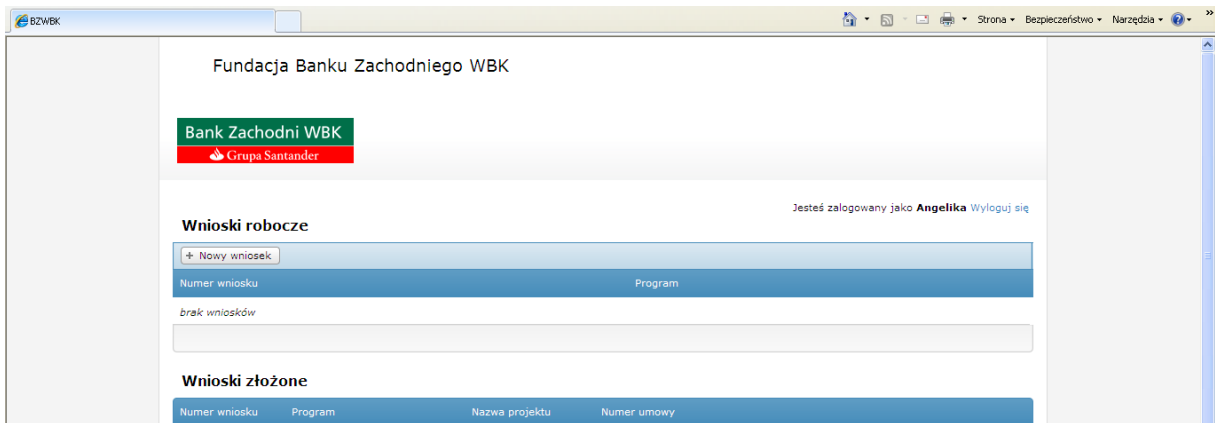 BZWBK
Strona Bezpieczeństwo Narzędzia
Fundacja Banku Zachodniego WBK
Bank Zachodni WBK
Grupa Santander
Jesteś zalogowany jako Angelika Wyloguj się
Wnioski robocze
+ Nowy wniosek
Numer wniosku Program
brak wniosków
Wnioski złożone
Numer wniosku Program Nazwa projektu Numer umowy